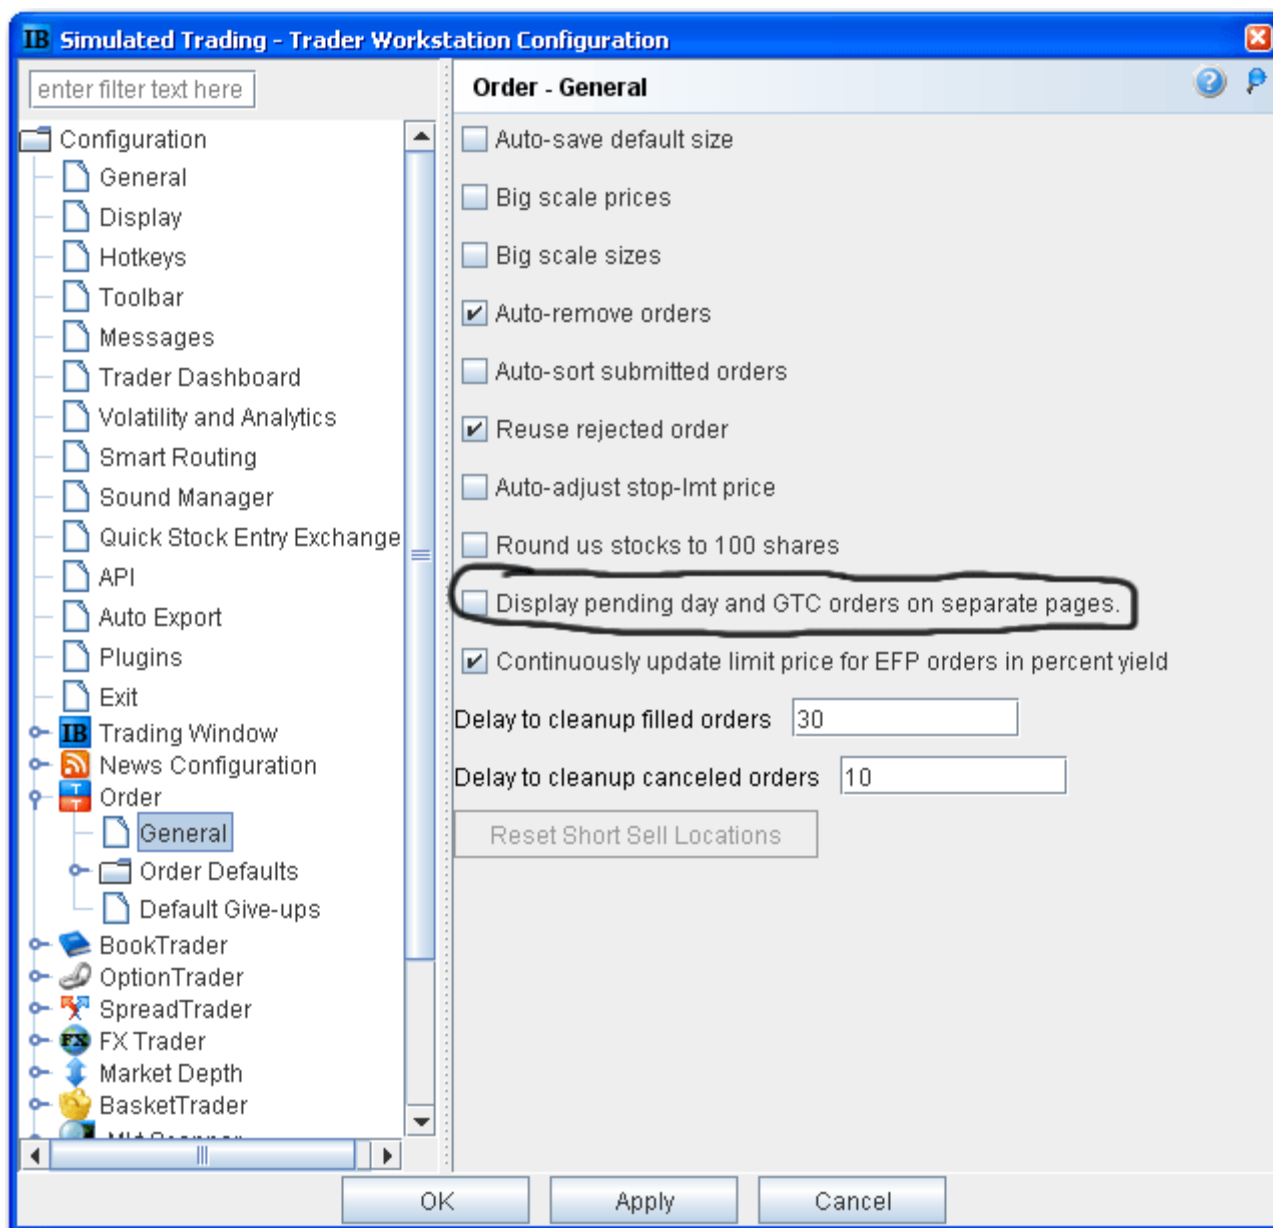 IB Simulated Trading - Trader Workstation Configuration
enter filter text here
Configuration
General
Display
Hotkeys
Toolbar
Messages
Trader Dashboard
Volatility and Analytics
Smart Routing
Sound Manager
Quick Stock Entry Exchange
API
Auto Export
Plugins
Exit
IB Trading Window
News Configuration
Order
General
Order Defaults
Default Give-ups
BookTrader
OptionTrader
SpreadTrader
FX FX Trader
Market Depth
BasketTrader
Order - General
Auto-save default size
Big scale prices
Big scale sizes
Auto-remove orders
Auto-sort submitted orders
Reuse rejected order
Auto-adjust stop-lmt price
Round us stocks to 100 shares
Display pending day and GTC orders on separate pages.
Continuously update limit price for EFP orders in percent yield
Delay to cleanup filled orders 30
Delay to cleanup canceled orders 10
Reset Short Sell Locations
OK Apply Cancel